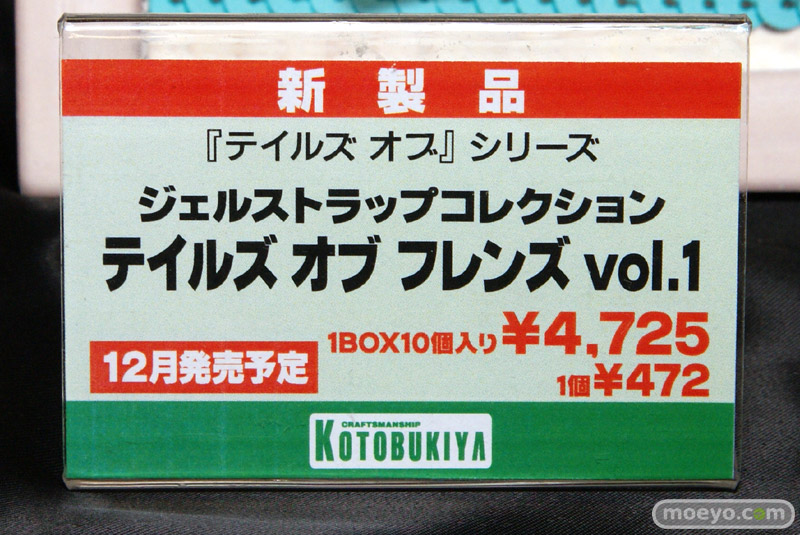 新製品
『テイルズ オブ』シリーズ
ジェルストラップコレクション
テイルズ オブ フレンズ vol.1
12月発売予定
1BOX10個入り ¥4,725
1個 ¥472
CRAFTSMANSHIP
KOTOBUKIYA
moeyo.com